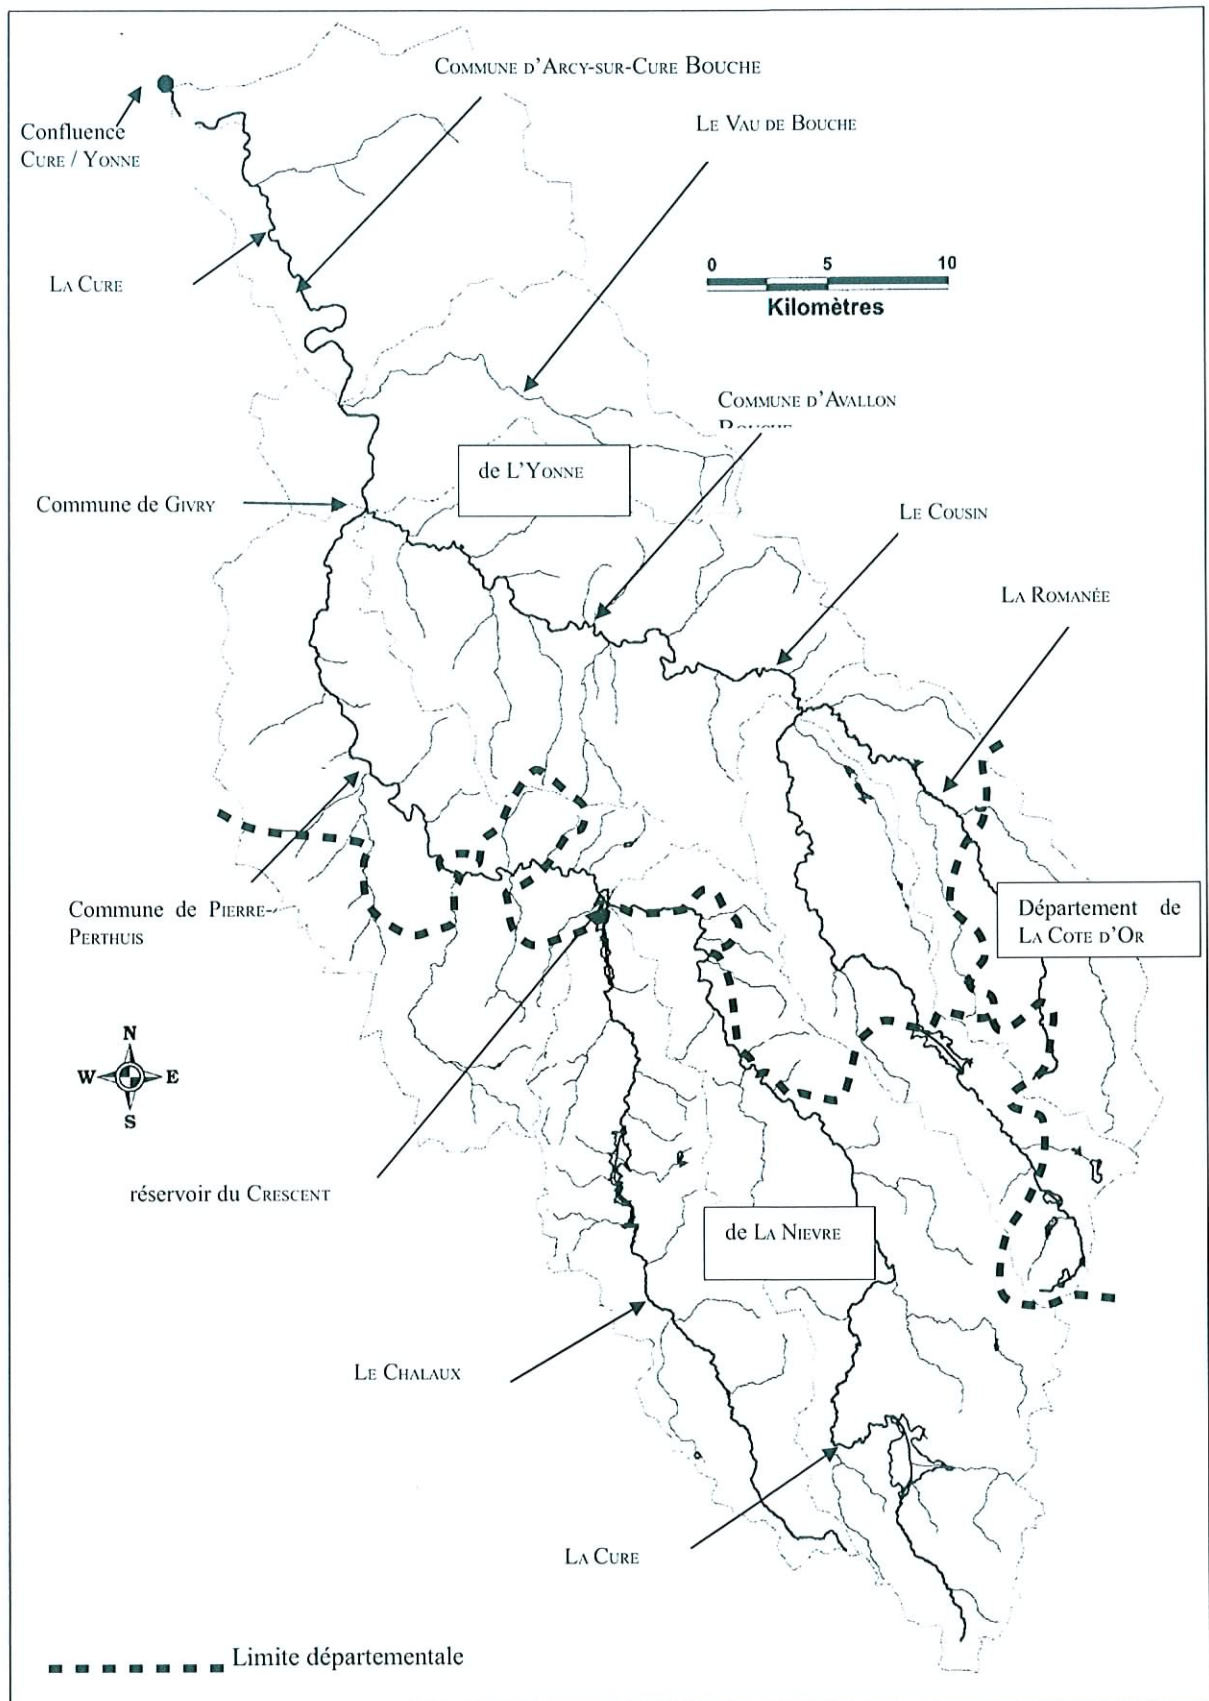 COMMUNE D'ARCY-SUR-CURE BOUCHE
LE VAU DE BOUCHE
Confluence
CURE / YONNE
LA CURE
0 5 10
Kilomètres
COMMUNE D'AVALLON
de L'YONNE
Commune de GIVRY
LE COUSIN
LA ROMANÉE
Commune de PIERRE-
PERTHUIS
Département de
LA COTE D'OR
N
W E
S
réservoir du CRESCENT
de LA NIEVRE
LE CHALAUX
LA CURE
Limite départementale